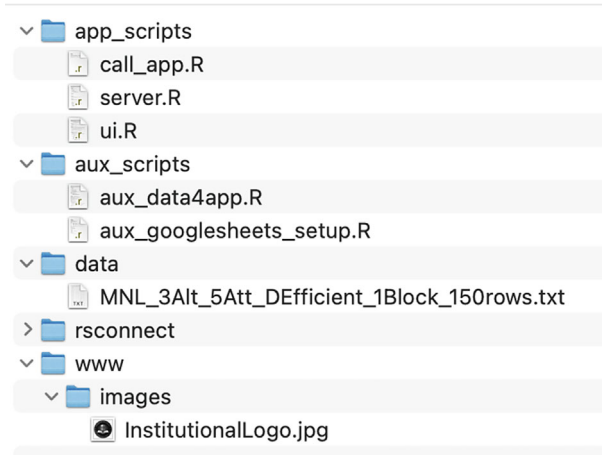 app_scripts
call_app.R
server.R
ui.R
aux_scripts
aux_data4app.R
aux_googlesheets_setup.R
data
MNL_3Alt_5Att_DEfficient_1Block_150rows.txt
rsconnect
www
images
InstitutionalLogo.jpg